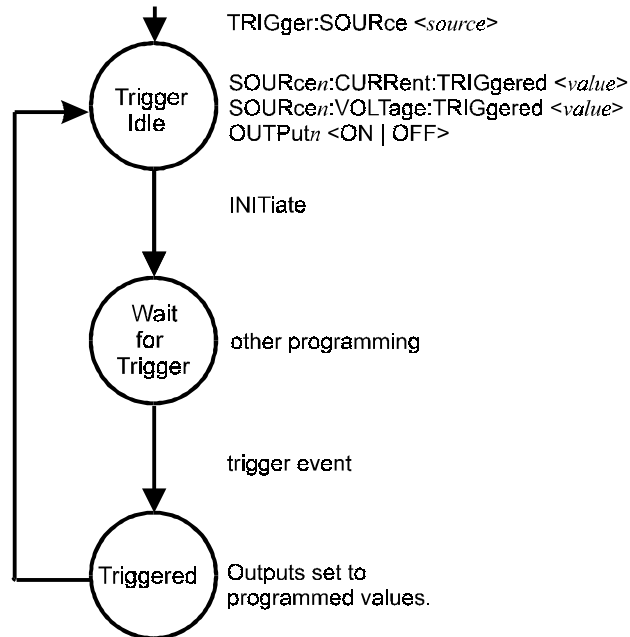 TRIGger:SOURce <source>
Trigger
Idle
SOURcen:CURRent:TRIGgered <value>
SOURcen:VOLTage:TRIGgered <value>
OUTPutn <ON | OFF>
INITiate
Wait
for
Trigger
other programming
trigger event
Triggered
Outputs set to
programmed values.